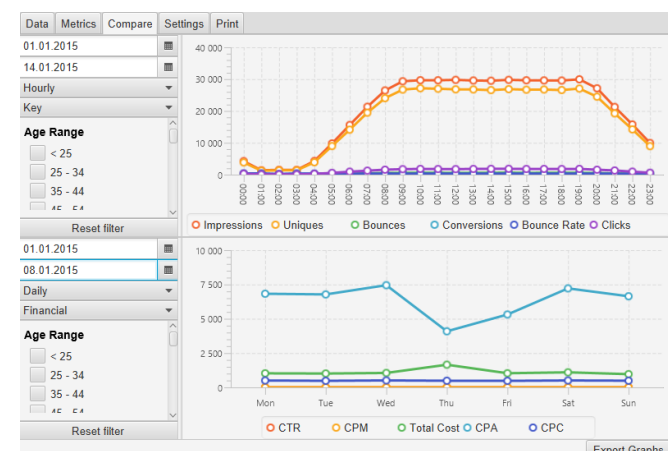 Data Metrics Compare Settings Print
01.01.2015
14.01.2015
Hourly
Key
Age Range
< 25
25 - 34
35 - 44
45 - 54
Reset filter
40 000
30 000
20 000
10 000
0
00:00 01:00 02:00 03:00 04:00 05:00 06:00 07:00 08:00 09:00 10:00 11:00 12:00 13:00 14:00 15:00 16:00 17:00 18:00 19:00 20:00 21:00 22:00 23:00
Impressions Uniques Bounces Conversions Bounce Rate Clicks
01.01.2015
08.01.2015
Daily
Financial
Age Range
< 25
25 - 34
35 - 44
45 - 54
Reset filter
10 000
7 500
5 000
2 500
0
Mon Tue Wed Thu Fri Sat Sun
CTR CPM Total Cost CPA CPC
Export Graphs